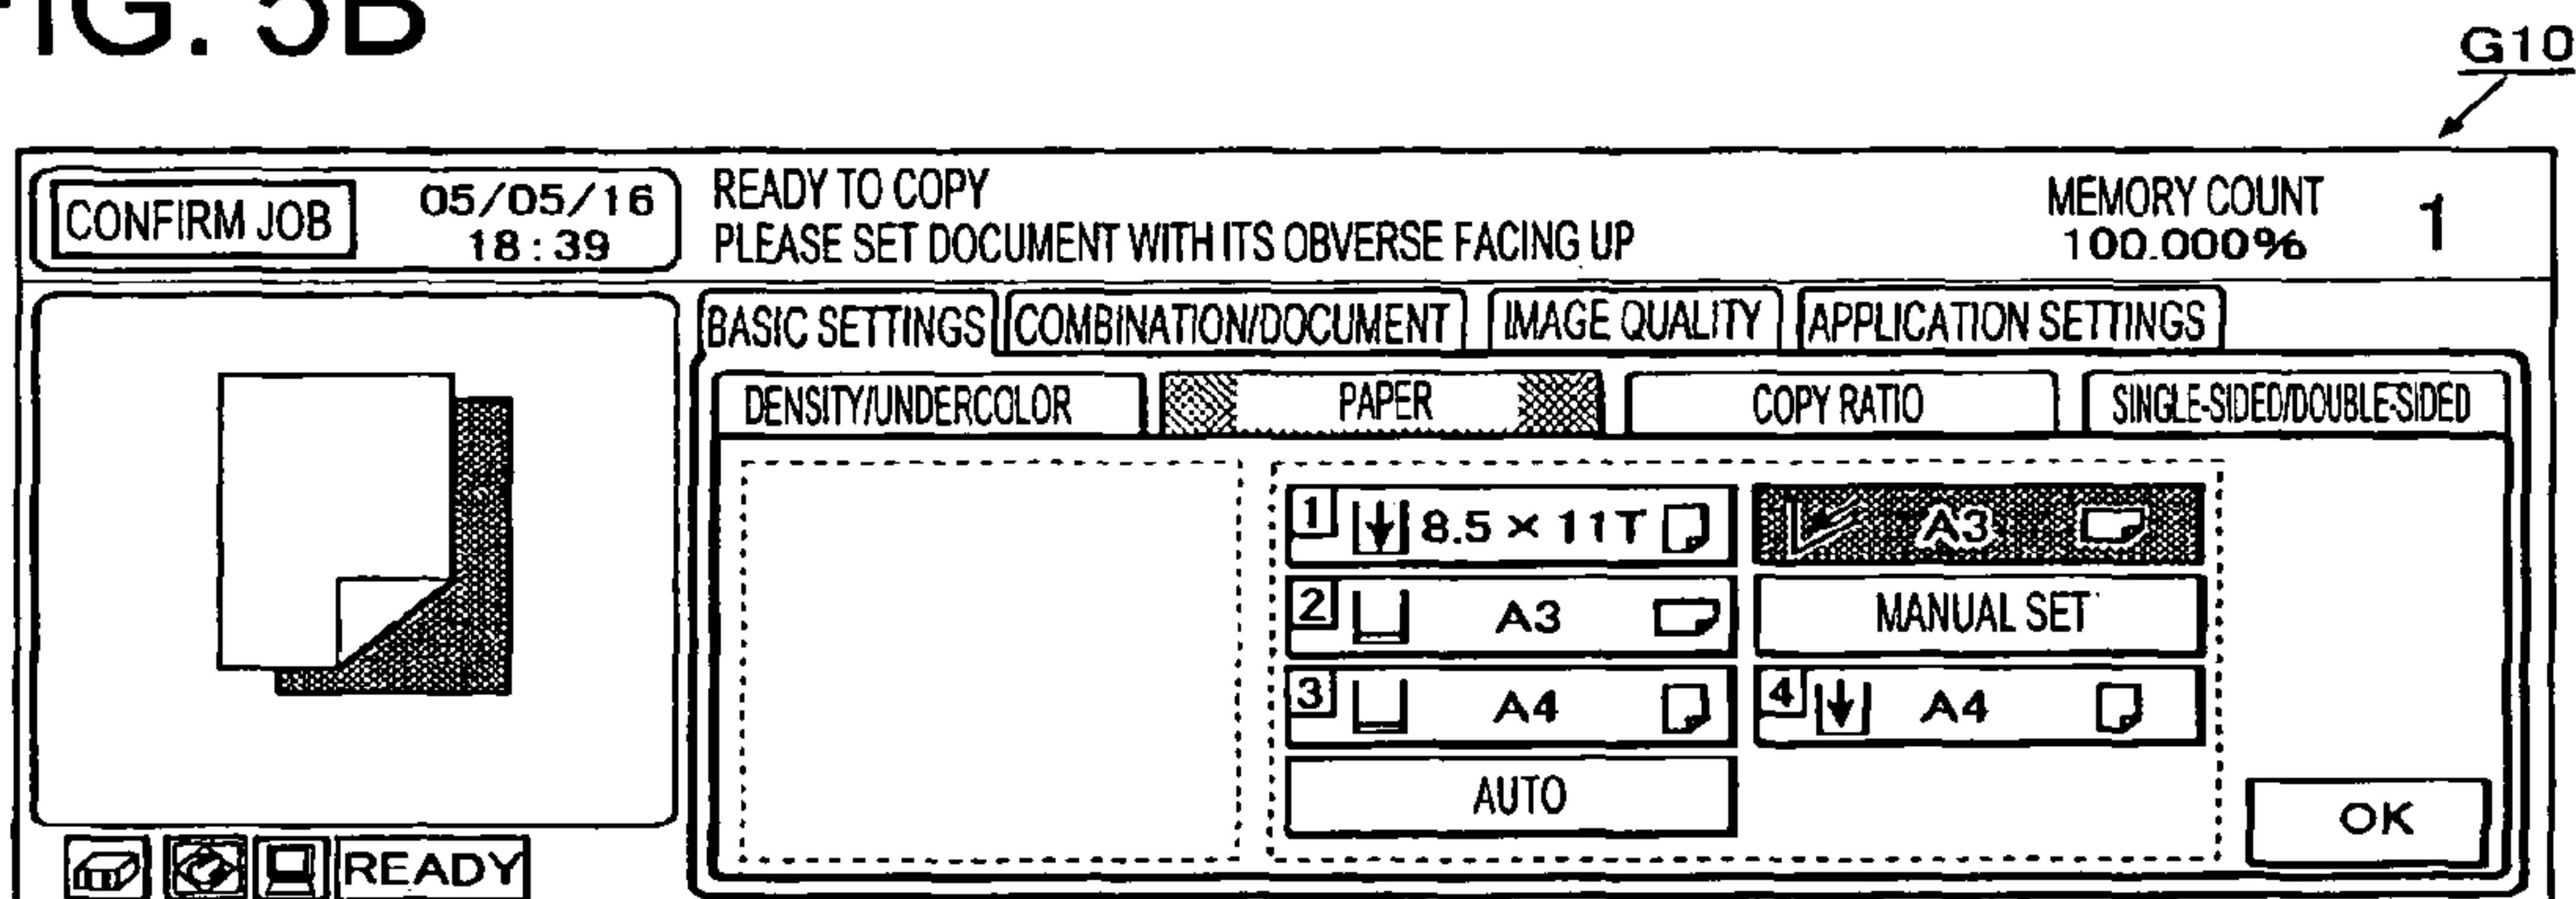 FIG. 5B
G10
CONFIRM JOB
05/05/16
18:39
READY TO COPY
PLEASE SET DOCUMENT WITH ITS OBVERSE FACING UP
MEMORY COUNT
100.000%
1
BASIC SETTINGS COMBINATION/DOCUMENT IMAGE QUALITY APPLICATION SETTINGS
DENSITY/UNDERCOLOR PAPER COPY RATIO SINGLE-SIDED/DOUBLE-SIDED
1 8.5 × 11T A3
2 A3 MANUAL SET
3 A4 4 A4
AUTO
OK
READY